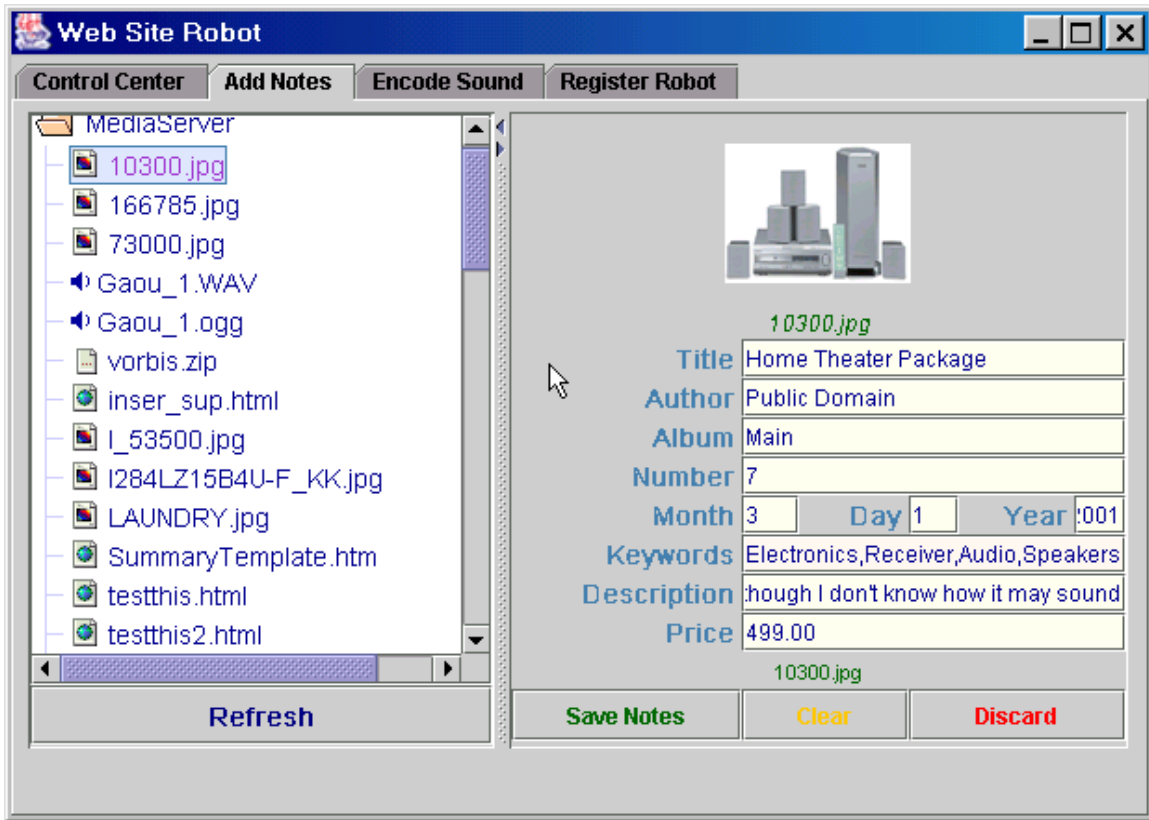 Web Site Robot
Control Center Add Notes Encode Sound Register Robot
MediaServer
10300.jpg
166785.jpg
73000.jpg
Gaou_1.WAV
Gaou_1.ogg
vorbis.zip
inser_sup.html
I_53500.jpg
I284LZ15B4U-F_KK.jpg
LAUNDRY.jpg
SummaryTemplate.htm
testthis.html
testthis2.html
Refresh
10300.jpg
Title Home Theater Package
Author Public Domain
Album Main
Number 7
Month 3 Day 1 Year :001
Keywords Electronics,Receiver,Audio,Speakers
Description though I don't know how it may sound
Price 499.00
10300.jpg
Save Notes Clear Discard